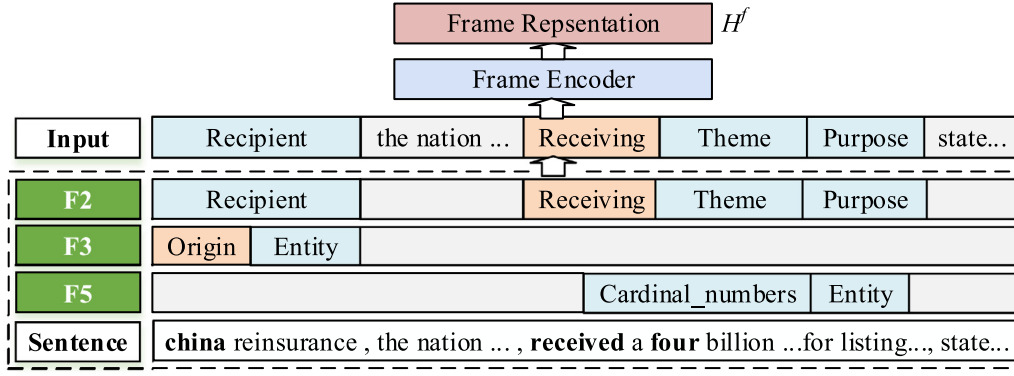 Frame Repsentation H^f
Frame Encoder
Input Recipient the nation ... Receiving Theme Purpose state...
F2 Recipient Receiving Theme Purpose
F3 Origin Entity
F5 Cardinal_numbers Entity
Sentence china reinsurance , the nation ... , received a four billion ...for listing..., state...